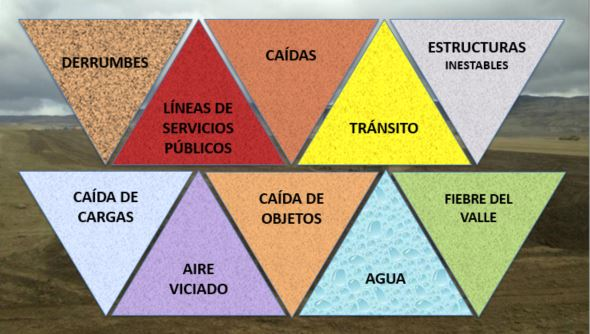 DERRUMBES
LÍNEAS DE
SERVICIOS
PÚBLICOS
CAÍDAS
TRÁNSITO
ESTRUCTURAS
INESTABLES
CAÍDA DE
CARGAS
AIRE
VICIADO
CAÍDA DE
OBJETOS
AGUA
FIEBRE DEL
VALLE